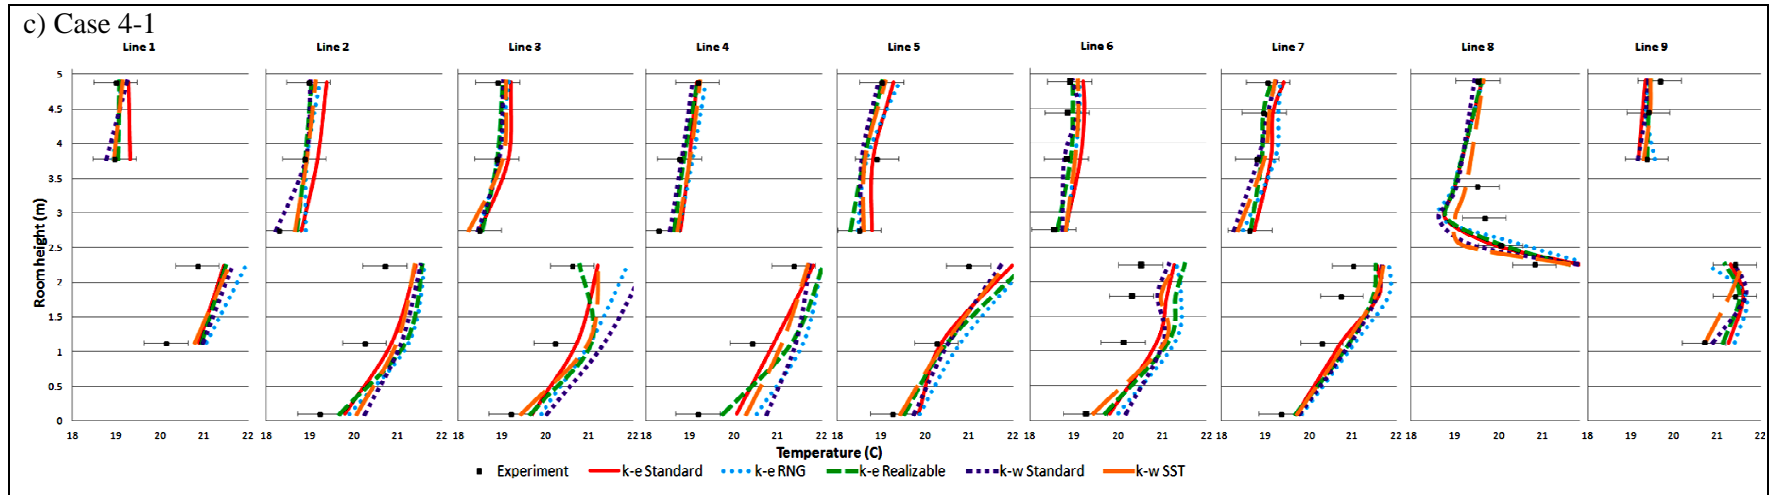 c) Case 4-1
Line 1 Line 2 Line 3 Line 4 Line 5 Line 6 Line 7 Line 8 Line 9
Room height (m)
5
4.5
4
3.5
3
2.5
2
1.5
1
0.5
0
18 19 20 21 22
18 19 20 21 22
18 19 20 21 22
18 19 20 21 22
18 19 20 21 22
18 19 20 21 22
18 19 20 21 22
18 19 20 21 22
18 19 20 21 22
Temperature (C)
Experiment k-e Standard k-e RNG k-e Realizable k-w Standard k-w SST